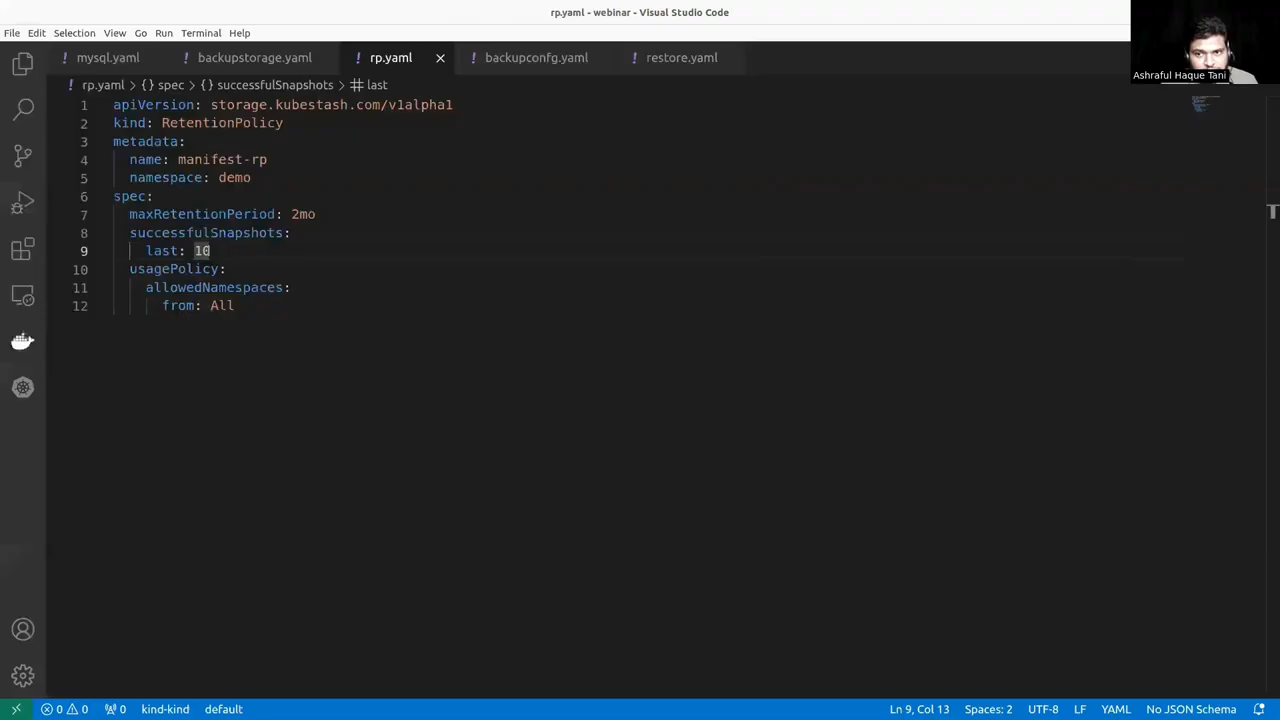 rp.yaml - webinar - Visual Studio Code
File Edit Selection View Go Run Terminal Help
! mysql.yaml ! backupstorage.yaml ! rp.yaml × ! backupconfg.yaml ! restore.yaml
Ashraful Haque Tani
! rp.yaml > {} spec > {} successfulSnapshots > # last
1 apiVersion: storage.kubestash.com/v1alpha1
2 kind: RetentionPolicy
3 metadata:
4 name: manifest-rp
5 namespace: demo
6 spec:
7 maxRetentionPeriod: 2mo
8 successfulSnapshots:
9 last: 10
10 usagePolicy:
11 allowedNamespaces:
12 from: All
0 0 0 kind-kind default Ln 9, Col 13 Spaces: 2 UTF-8 LF YAML No JSON Schema